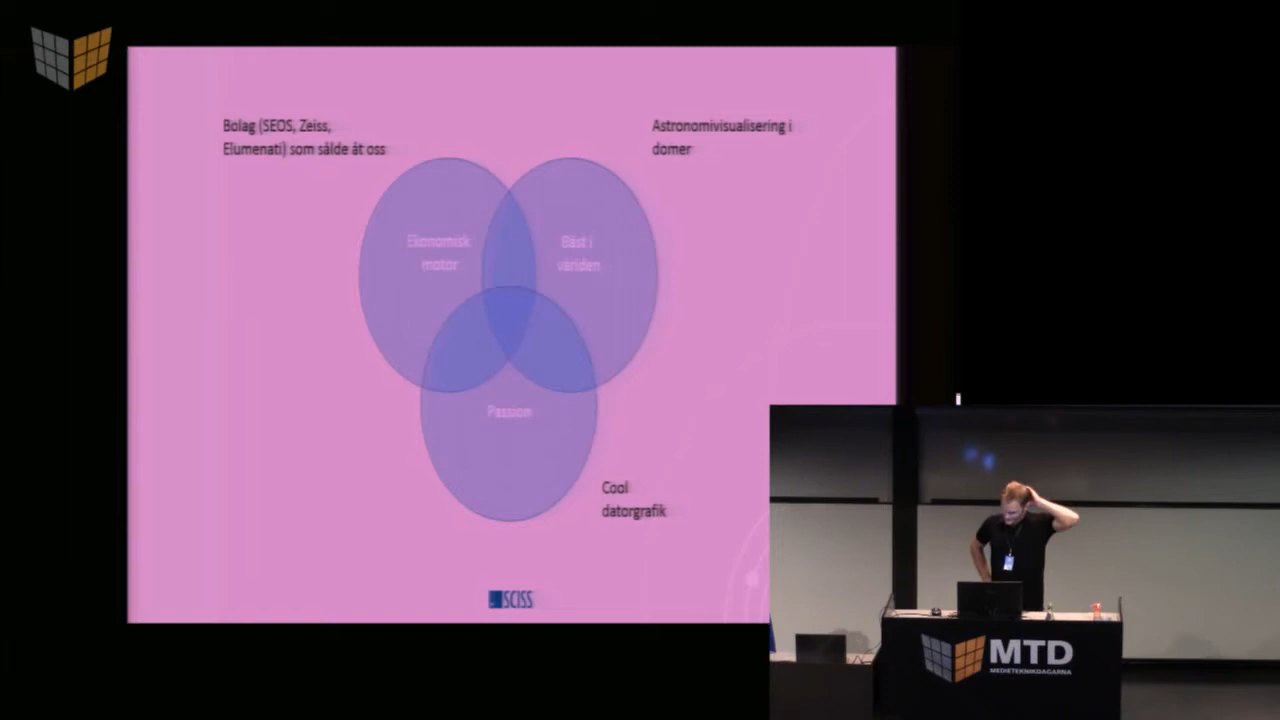 Bolag (SEOS, Zeiss,
Elumenati) som sålde åt oss
Astronomivisualisering i
domer
Ekonomisk
motor
Bäst i
världen
Passion
Cool
datorgrafik
SCISS
MTD
MEDIETEKNIKDAGARNA